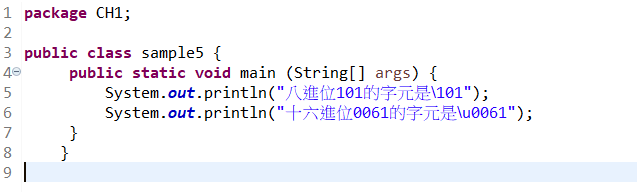 1 package CH1;
2
3 public class sample5 {
4 public static void main (String[] args) {
5 System.out.println("八進位101的字元是\101");
6 System.out.println("十六進位0061的字元是\u0061");
7 }
8 }
9